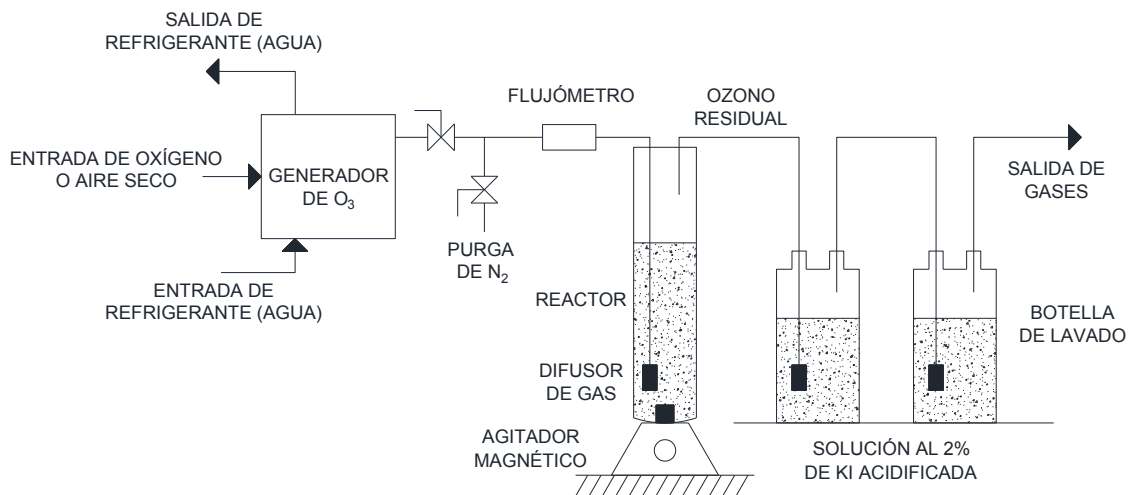 SALIDA DE
REFRIGERANTE (AGUA)
FLUJÓMETRO
OZONO
RESIDUAL
ENTRADA DE OXÍGENO
O AIRE SECO
GENERADOR
DE O₃
SALIDA DE
GASES
PURGA
DE N₂
ENTRADA DE
REFRIGERANTE (AGUA)
REACTOR
BOTELLA
DE LAVADO
DIFUSOR
DE GAS
AGITADOR
MAGNÉTICO
SOLUCIÓN AL 2%
DE KI ACIDIFICADA